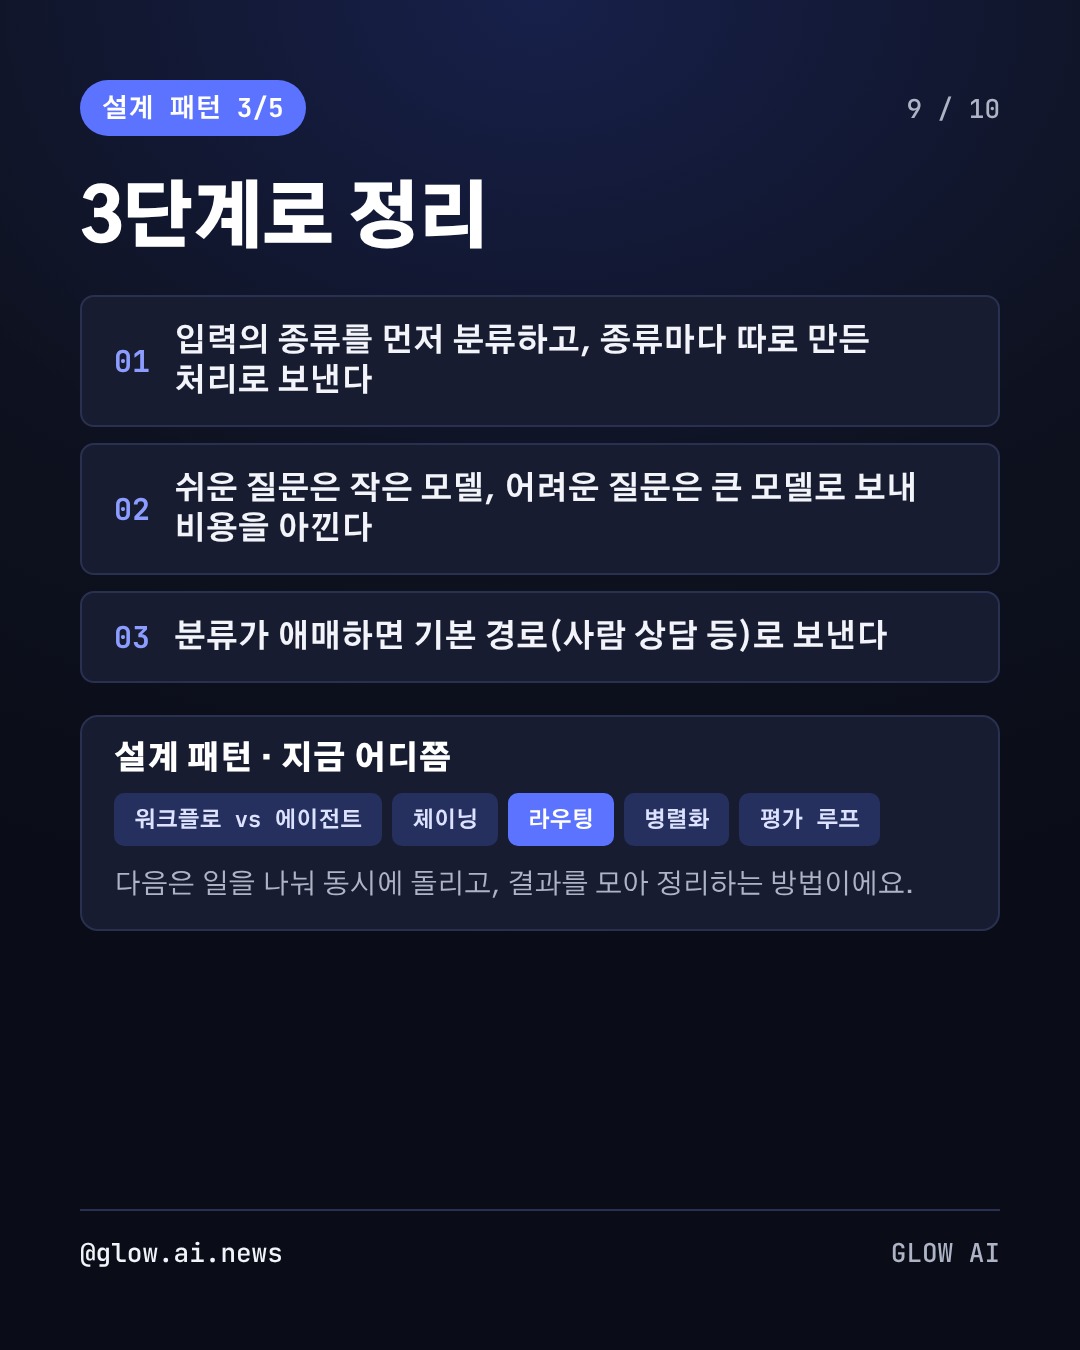 설계 패턴 3/5
9 / 10
3단계로 정리
01
입력의 종류를 먼저 분류하고, 종류마다 따로 만든
처리로 보낸다
02
쉬운 질문은 작은 모델, 어려운 질문은 큰 모델로 보내
비용을 아낀다
03
분류가 애매하면 기본 경로(사람 상담 등)로 보낸다
설계 패턴 · 지금 어디쯤
워크플로 vs 에이전트 체이닝 라우팅 병렬화 평가 루프
다음은 일을 나눠 동시에 돌리고, 결과를 모아 정리하는 방법이에요.
@glow.ai.news
GLOW AI